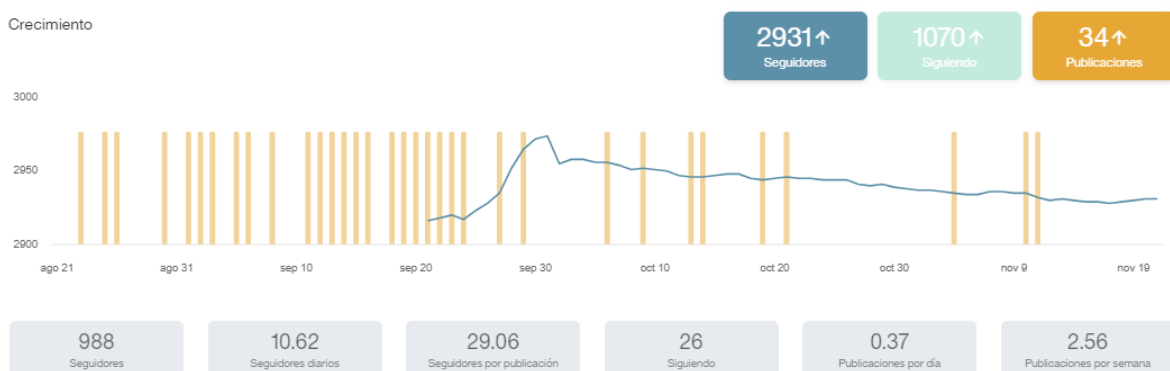 Crecimiento
2931↑
Seguidores
1070↑
Siguiendo
34↑
Publicaciones
3000
2950
2900
ago 21
ago 31
sep 10
sep 20
sep 30
oct 10
oct 20
oct 30
nov 9
nov 19
988
Seguidores
10.62
Seguidores diarios
29.06
Seguidores por publicación
26
Siguiendo
0.37
Publicaciones por día
2.56
Publicaciones por semana